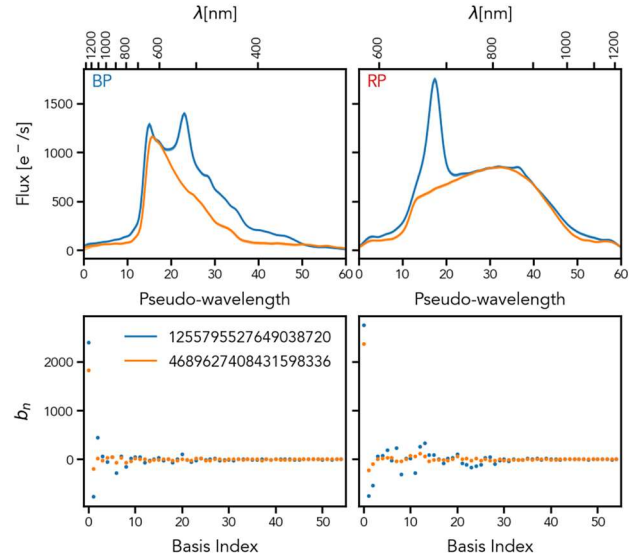 λ[nm] λ[nm]
1200 1000 800 600 400 600 800 1000 1200
BP RP
Flux [e⁻/s]
1500
1000
500
0
0 10 20 30 40 50 60 0 10 20 30 40 50 60
Pseudo-wavelength Pseudo-wavelength
1255795527649038720
4689627408431598336
bₙ
2000
1000
0
0 10 20 30 40 50 0 10 20 30 40 50
Basis Index Basis Index